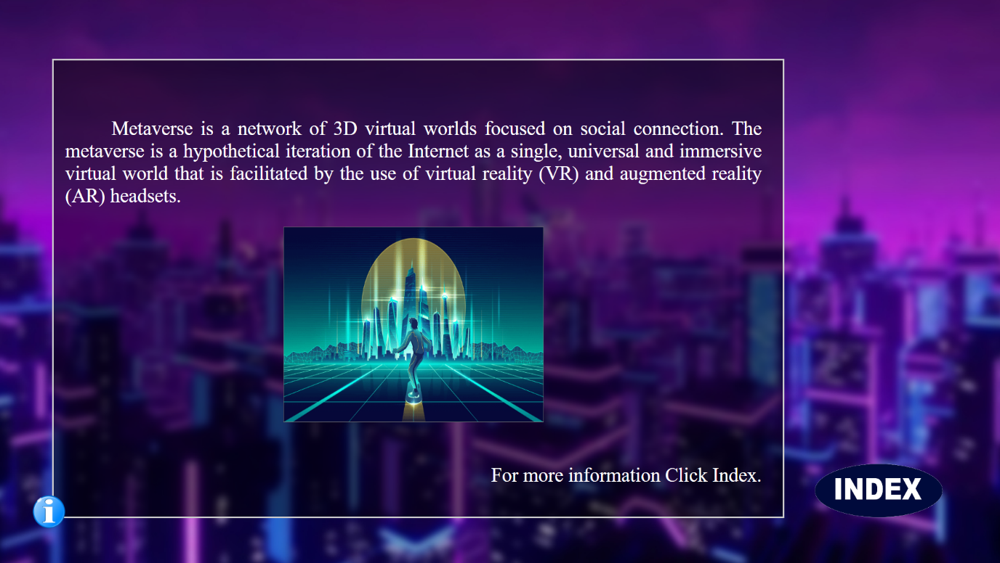 Metaverse is a network of 3D virtual worlds focused on social connection. The
metaverse is a hypothetical iteration of the Internet as a single, universal and immersive
virtual world that is facilitated by the use of virtual reality (VR) and augmented reality
(AR) headsets.
For more information Click Index.
INDEX
i